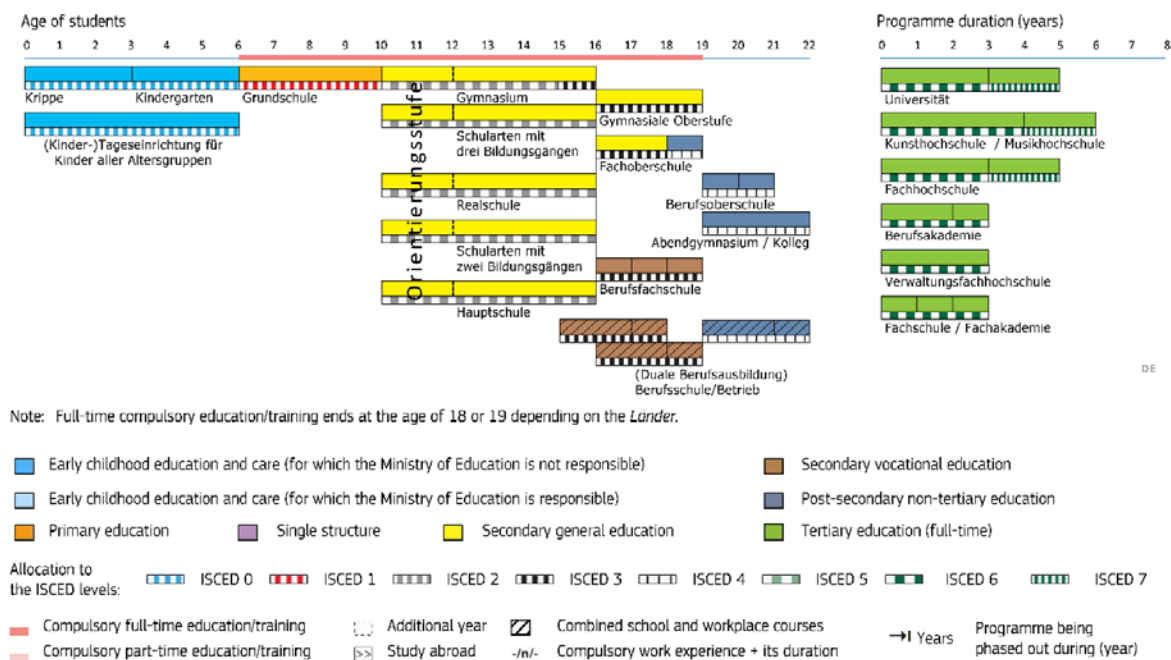 Age of students
Programme duration (years)
0 1 2 3 4 5 6 7 8 9 10 11 12 13 14 15 16 17 18 19 20 21 22
0 1 2 3 4 5 6 7 8
Krippe
Kindergarten
Grundschule
Gymnasium
Orientierungsstufe
(Kinder-)Tageseinrichtung für
Kinder aller Altersgruppen
Schularten mit
drei Bildungsgängen
Realschule
Schularten mit
zwei Bildungsgängen
Hauptschule
Gymnasiale Oberstufe
Fachoberschule
Berufsoberschule
Abendgymnasium / Kolleg
Berufsfachschule
(Duale Berufsausbildung)
Berufsschule/Betrieb
Universität
Kunsthochschule / Musikhochschule
Fachhochschule
Berufsakademie
Verwaltungsfachhochschule
Fachschule / Fachakademie
DE
Note: Full-time compulsory education/training ends at the age of 18 or 19 depending on the Länder.
Early childhood education and care (for which the Ministry of Education is not responsible)
Secondary vocational education
Early childhood education and care (for which the Ministry of Education is responsible)
Post-secondary non-tertiary education
Primary education
Single structure
Secondary general education
Tertiary education (full-time)
Allocation to
the ISCED levels:
ISCED 0
ISCED 1
ISCED 2
ISCED 3
ISCED 4
ISCED 5
ISCED 6
ISCED 7
Compulsory full-time education/training
Additional year
Combined school and workplace courses
Years
Programme being
phased out during (year)
Compulsory part-time education/training
>>
Study abroad
-/n/-
Compulsory work experience + its duration